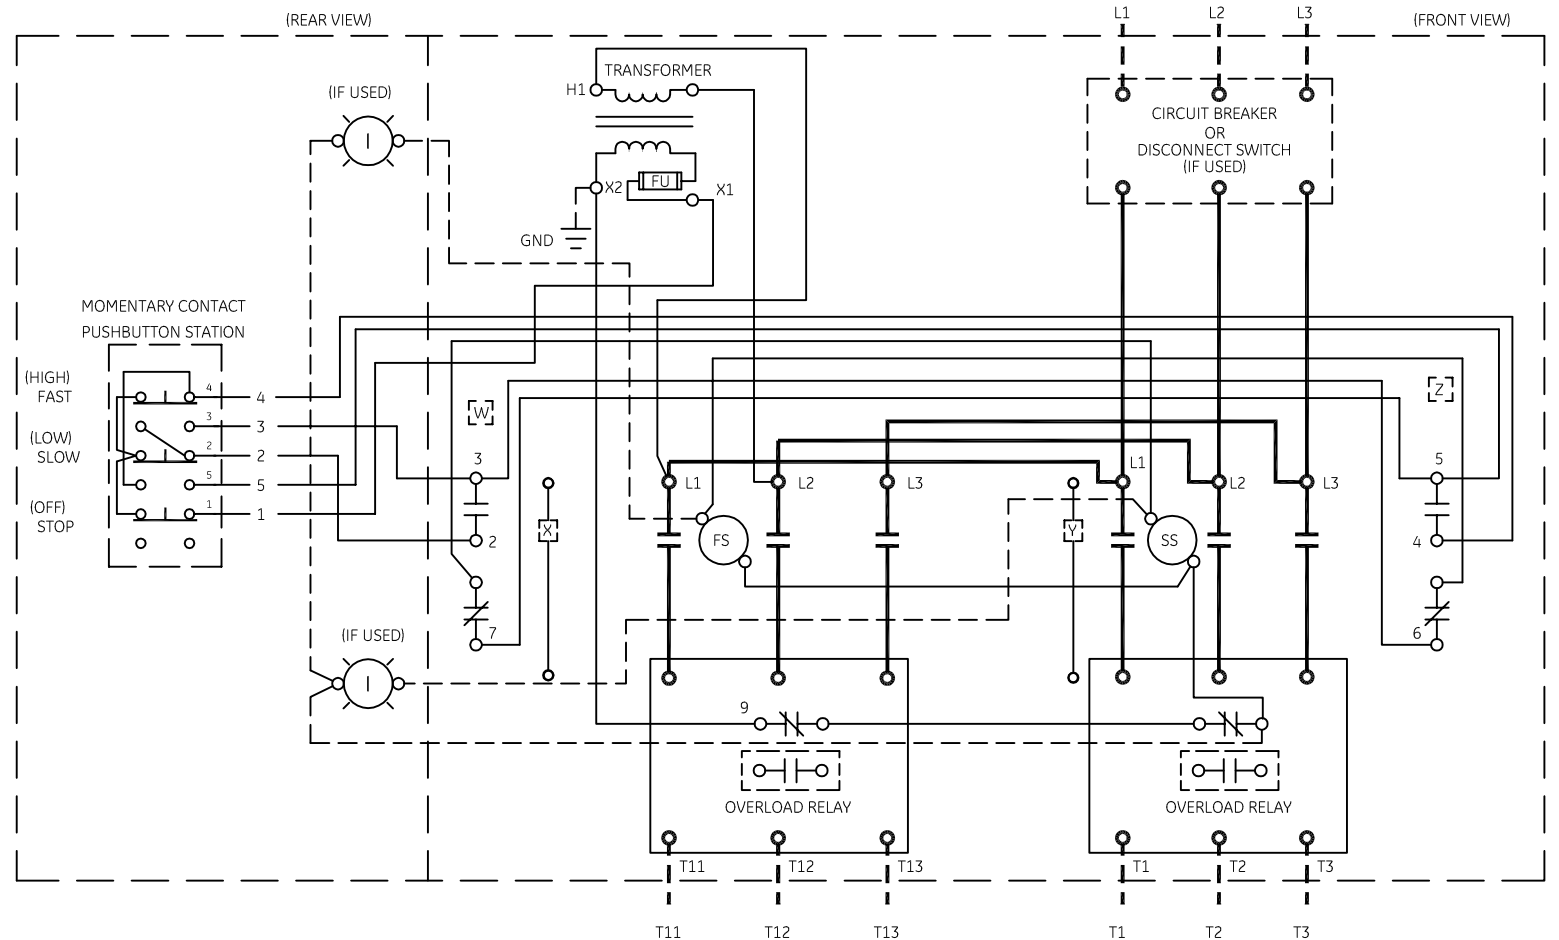 (REAR VIEW)
L1 L2 L3
(FRONT VIEW)
(IF USED)
TRANSFORMER
H1
CIRCUIT BREAKER
OR
DISCONNECT SWITCH
(IF USED)
I
FU
X2
X1
GND
MOMENTARY CONTACT
PUSHBUTTON STATION
(HIGH)
FAST
4 4
3 3
(LOW)
SLOW
2 2
5 5
(OFF)
STOP
1 1
W
Z
3
5
L1 L2 L3
L1 L2 L3
X
Y
2
FS
SS
4
7
6
(IF USED)
I
9
OVERLOAD RELAY
OVERLOAD RELAY
T11 T12 T13
T1 T2 T3
T11 T12 T13
T1 T2 T3